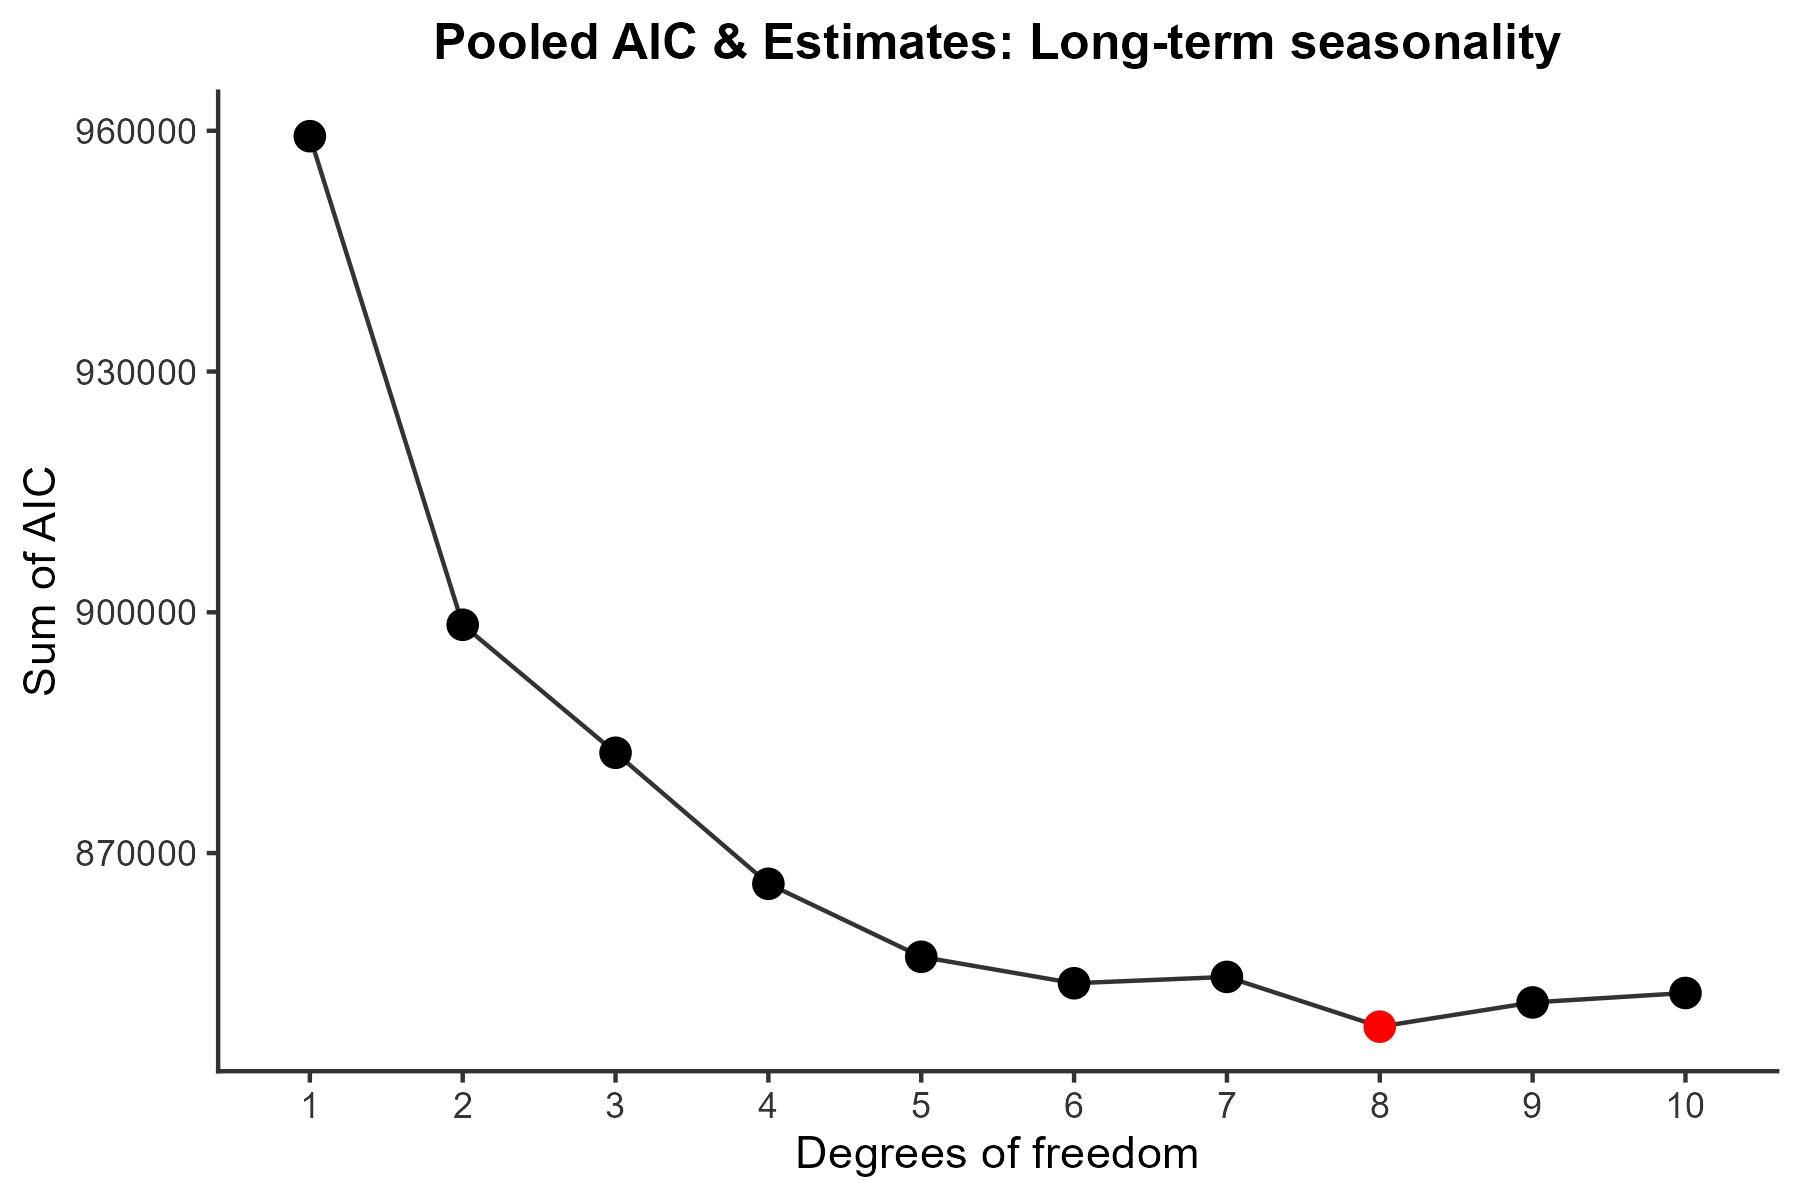 Pooled AIC & Estimates: Long-term seasonality
Sum of AIC
960000
930000
900000
870000
1 2 3 4 5 6 7 8 9 10
Degrees of freedom